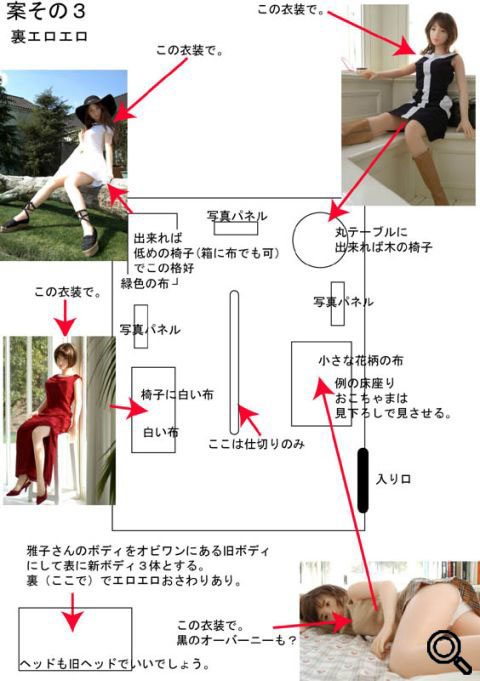 案その３
裏エロエロ
この衣装で。
この衣装で。
写真パネル
出来れば
低めの椅子(箱に布でも可)
でこの格好
緑色の布
丸テーブルに
出来れば木の椅子
この衣装で。
写真パネル
写真パネル
小さな花柄の布
例の床座り
おこちゃまは
見下ろしで見させる。
椅子に白い布
白い布
ここは仕切りのみ
入り口
雅子さんのボディをオビワンにある旧ボディ
にして表に新ボディ３体とする。
裏（ここで）でエロエロおさわりあり。
この衣装で。
黒のオーバーニーも？
ヘッドも旧ヘッドでいいでしょう。